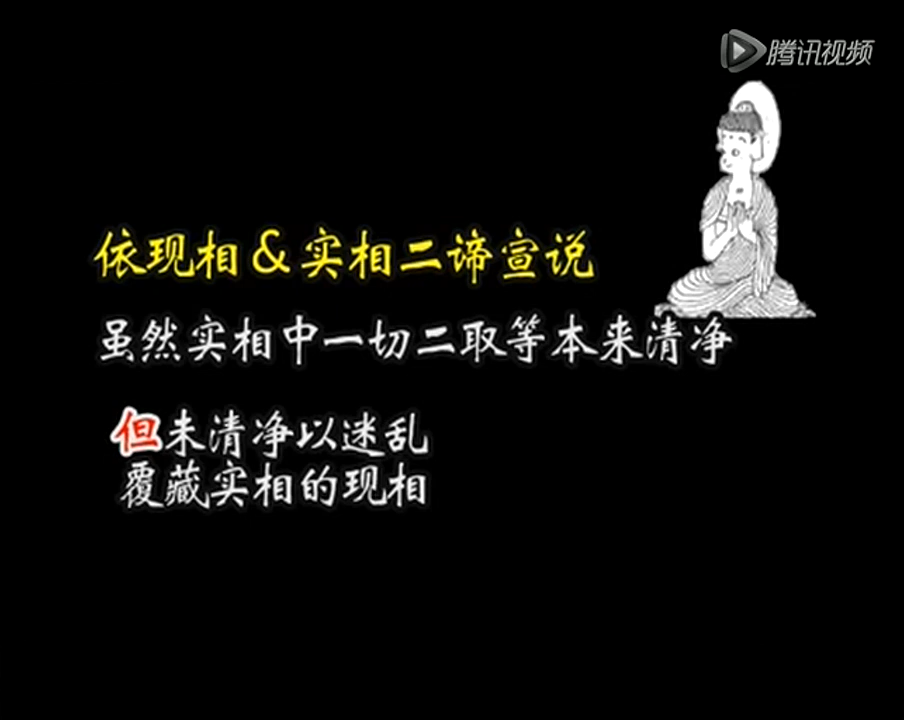 腾讯视频
依现相&实相二谛宣说
虽然实相中一切二取等本来清净
但未清净以迷乱
覆藏实相的现相